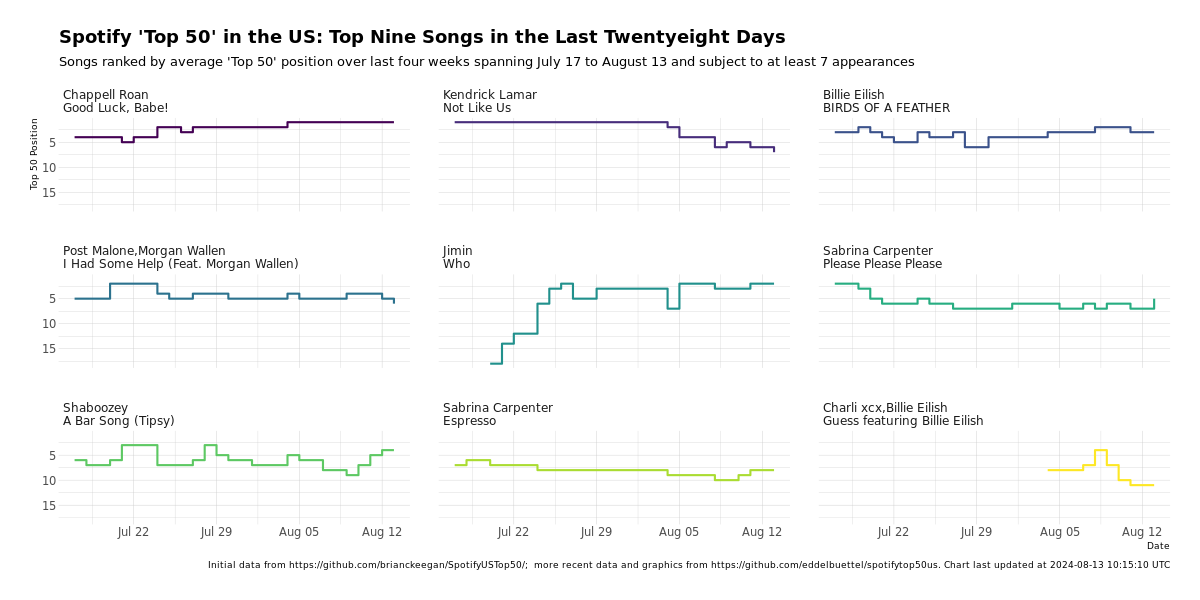 Spotify 'Top 50' in the US: Top Nine Songs in the Last Twentyeight Days
Songs ranked by average 'Top 50' position over last four weeks spanning July 17 to August 13 and subject to at least 7 appearances
Chappell Roan
Good Luck, Babe!
Kendrick Lamar
Not Like Us
Billie Eilish
BIRDS OF A FEATHER
Top 50 Position
5
10
15
Post Malone,Morgan Wallen
I Had Some Help (Feat. Morgan Wallen)
Jimin
Who
Sabrina Carpenter
Please Please Please
5
10
15
Shaboozey
A Bar Song (Tipsy)
Sabrina Carpenter
Espresso
Charli xcx,Billie Eilish
Guess featuring Billie Eilish
5
10
15
Jul 22 Jul 29 Aug 05 Aug 12
Jul 22 Jul 29 Aug 05 Aug 12
Jul 22 Jul 29 Aug 05 Aug 12
Date
Initial data from https://github.com/brianckeegan/SpotifyUSTop50/;  more recent data and graphics from https://github.com/eddelbuettel/spotifytop50us. Chart last updated at 2024-08-13 10:15:10 UTC